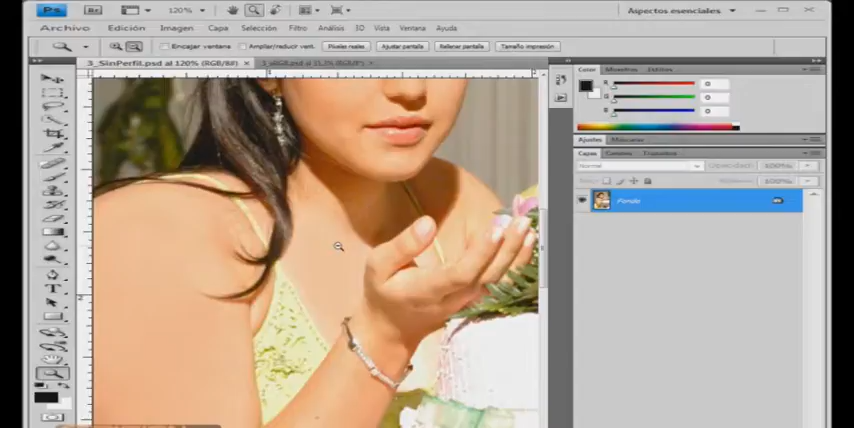 Ps Br 120% Aspectos esenciales
Archivo Edición Imagen Capa Selección Filtro Análisis 3D Vista Ventana Ayuda
Encajar ventana Ampliar/reducir vent. Píxeles reales Ajustar pantalla Rellenar pantalla Tamaño impresión
3_SinPerfil.psd al 120% (RGB/8#)
Color Muestras Estilos
R 0
G 0
B 0
Ajustes Máscaras
Capas Canales Trazados
Normal Opacidad: 100%
100%
Fondo
T